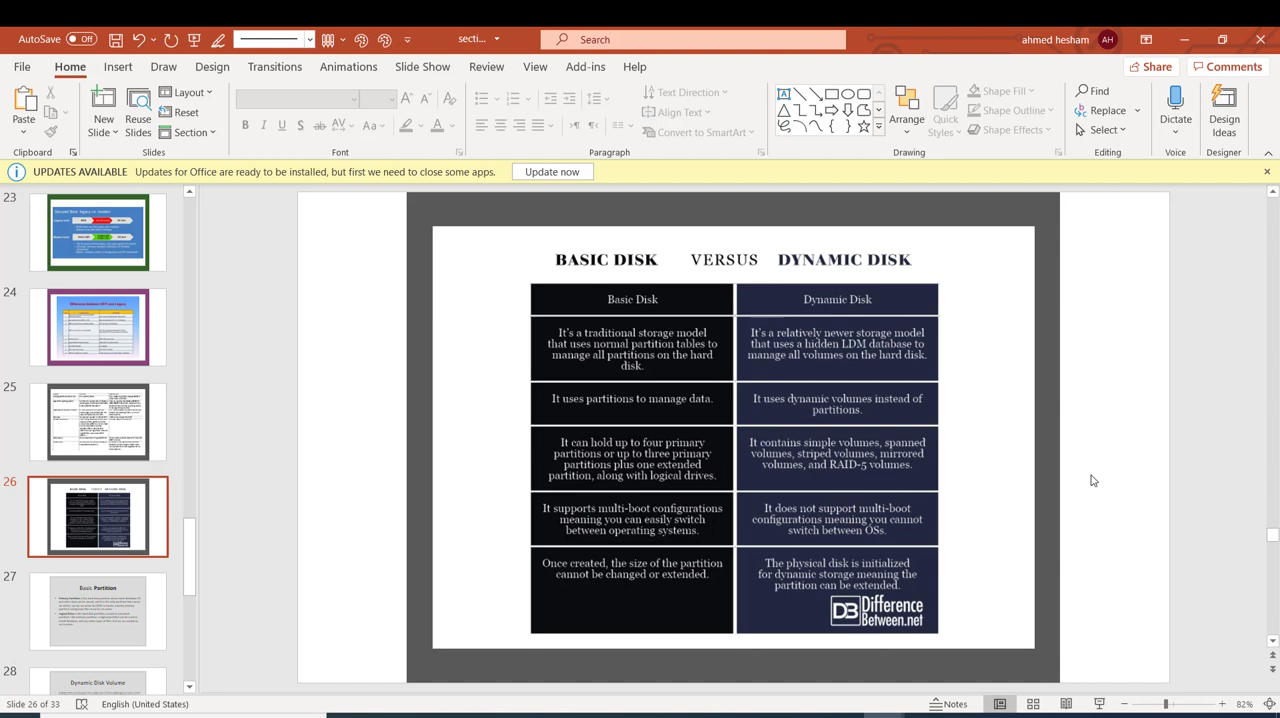 AutoSave Off secti... Search ahmed hesham AH
File Home Insert Draw Design Transitions Animations Slide Show Review View Add-ins Help Share Comments
Paste
New Slide
Reuse Slides
Layout
Reset
Section
B I U S ab AV Aa A
Text Direction
Align Text
Convert to SmartArt
Arrange
Quick Styles
Shape Fill
Shape Outline
Shape Effects
Find
Replace
Select
Dictate
Design Ideas
Clipboard Slides Font Paragraph Drawing Editing Voice Designer
UPDATES AVAILABLE Updates for Office are ready to be installed, but first we need to close some apps. Update now
23
24
25
26
27
Basic Partition
28
Dynamic Disk Volume
BASIC DISK VERSUS DYNAMIC DISK
Basic Disk
Dynamic Disk
It's a traditional storage model
that uses normal partition tables to
manage all partitions on the hard
disk.
It's a relatively newer storage model
that uses a hidden LDM database to
manage all volumes on the hard disk.
It uses partitions to manage data.
It uses dynamic volumes instead of
partitions.
It can hold up to four primary
partitions or up to three primary
partitions plus one extended
partition, along with logical drives.
It contains simple volumes, spanned
volumes, striped volumes, mirrored
volumes, and RAID-5 volumes.
It supports multi-boot configurations
meaning you can easily switch
between operating systems.
It does not support multi-boot
configurations meaning you cannot
switch between OSs.
Once created, the size of the partition
cannot be changed or extended.
The physical disk is initialized
for dynamic storage meaning the
partition can be extended.
DB Difference
Between.net
Slide 26 of 33 English (United States) Notes 82%